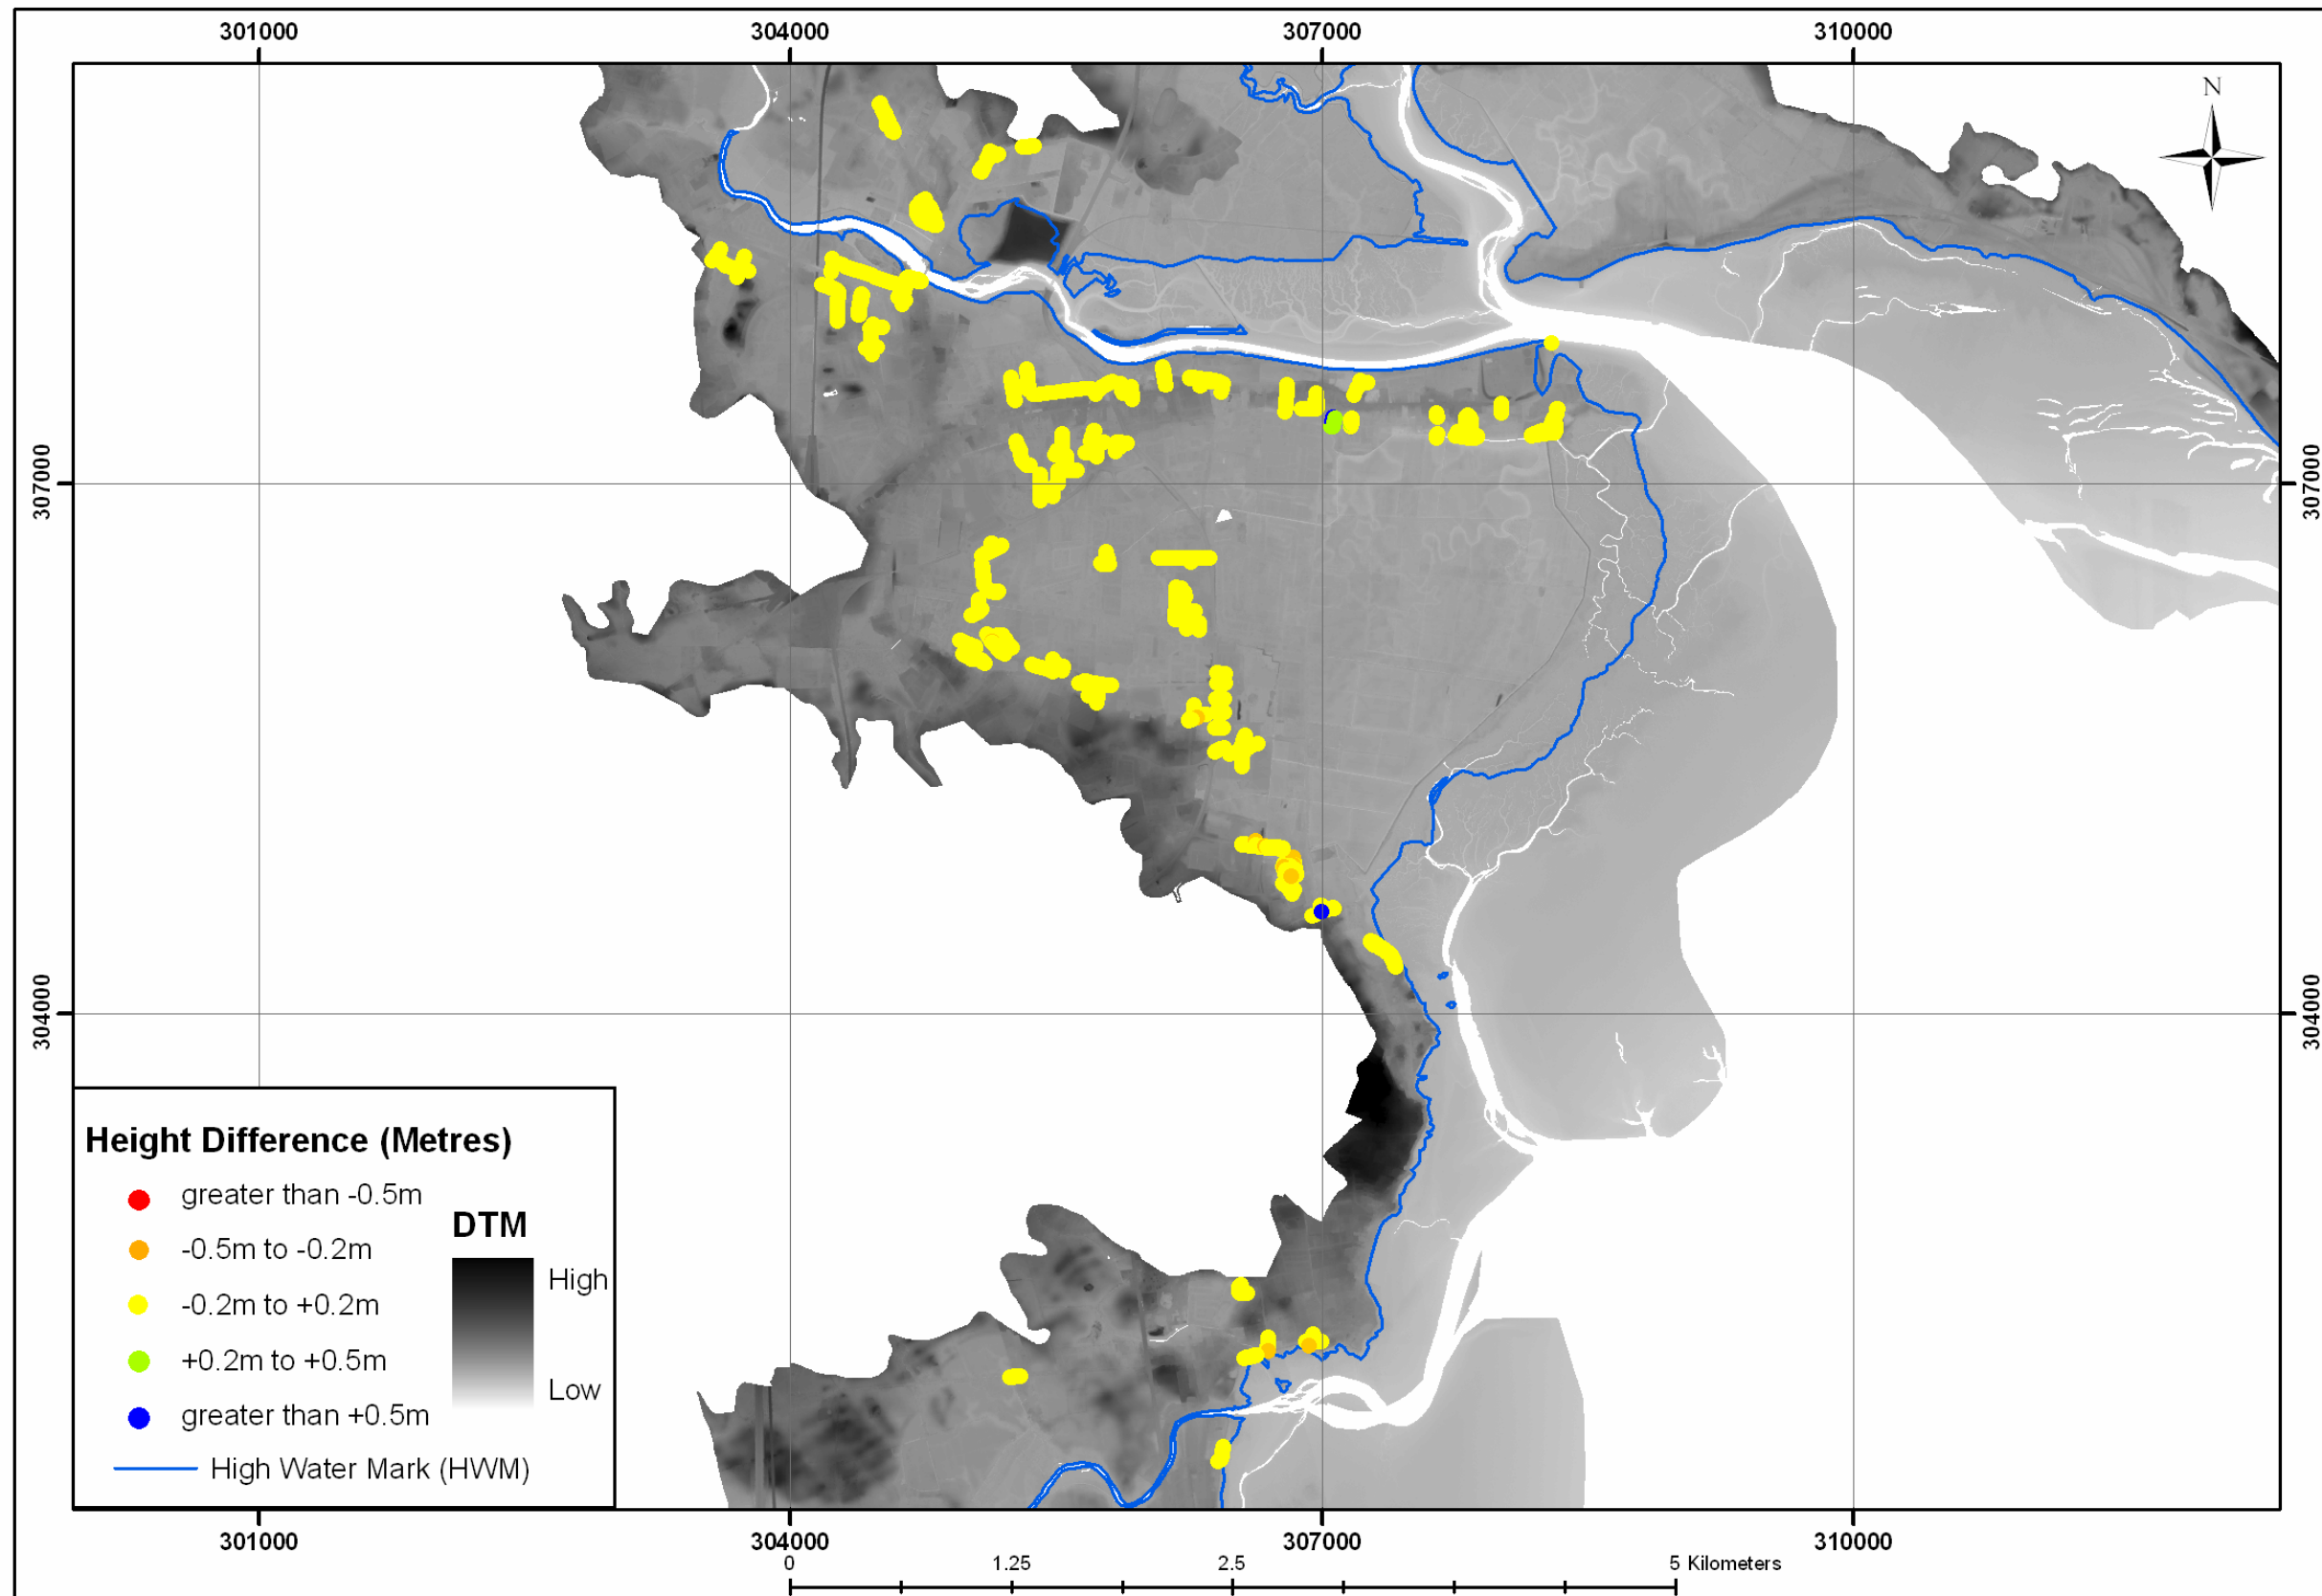 301000 304000 307000 310000
N
307000 307000
304000 304000
Height Difference (Metres)
greater than -0.5m
-0.5m to -0.2m
-0.2m to +0.2m
+0.2m to +0.5m
greater than +0.5m
High Water Mark (HWM)
DTM
High
Low
301000 304000 307000 310000
0 1.25 2.5 5 Kilometers